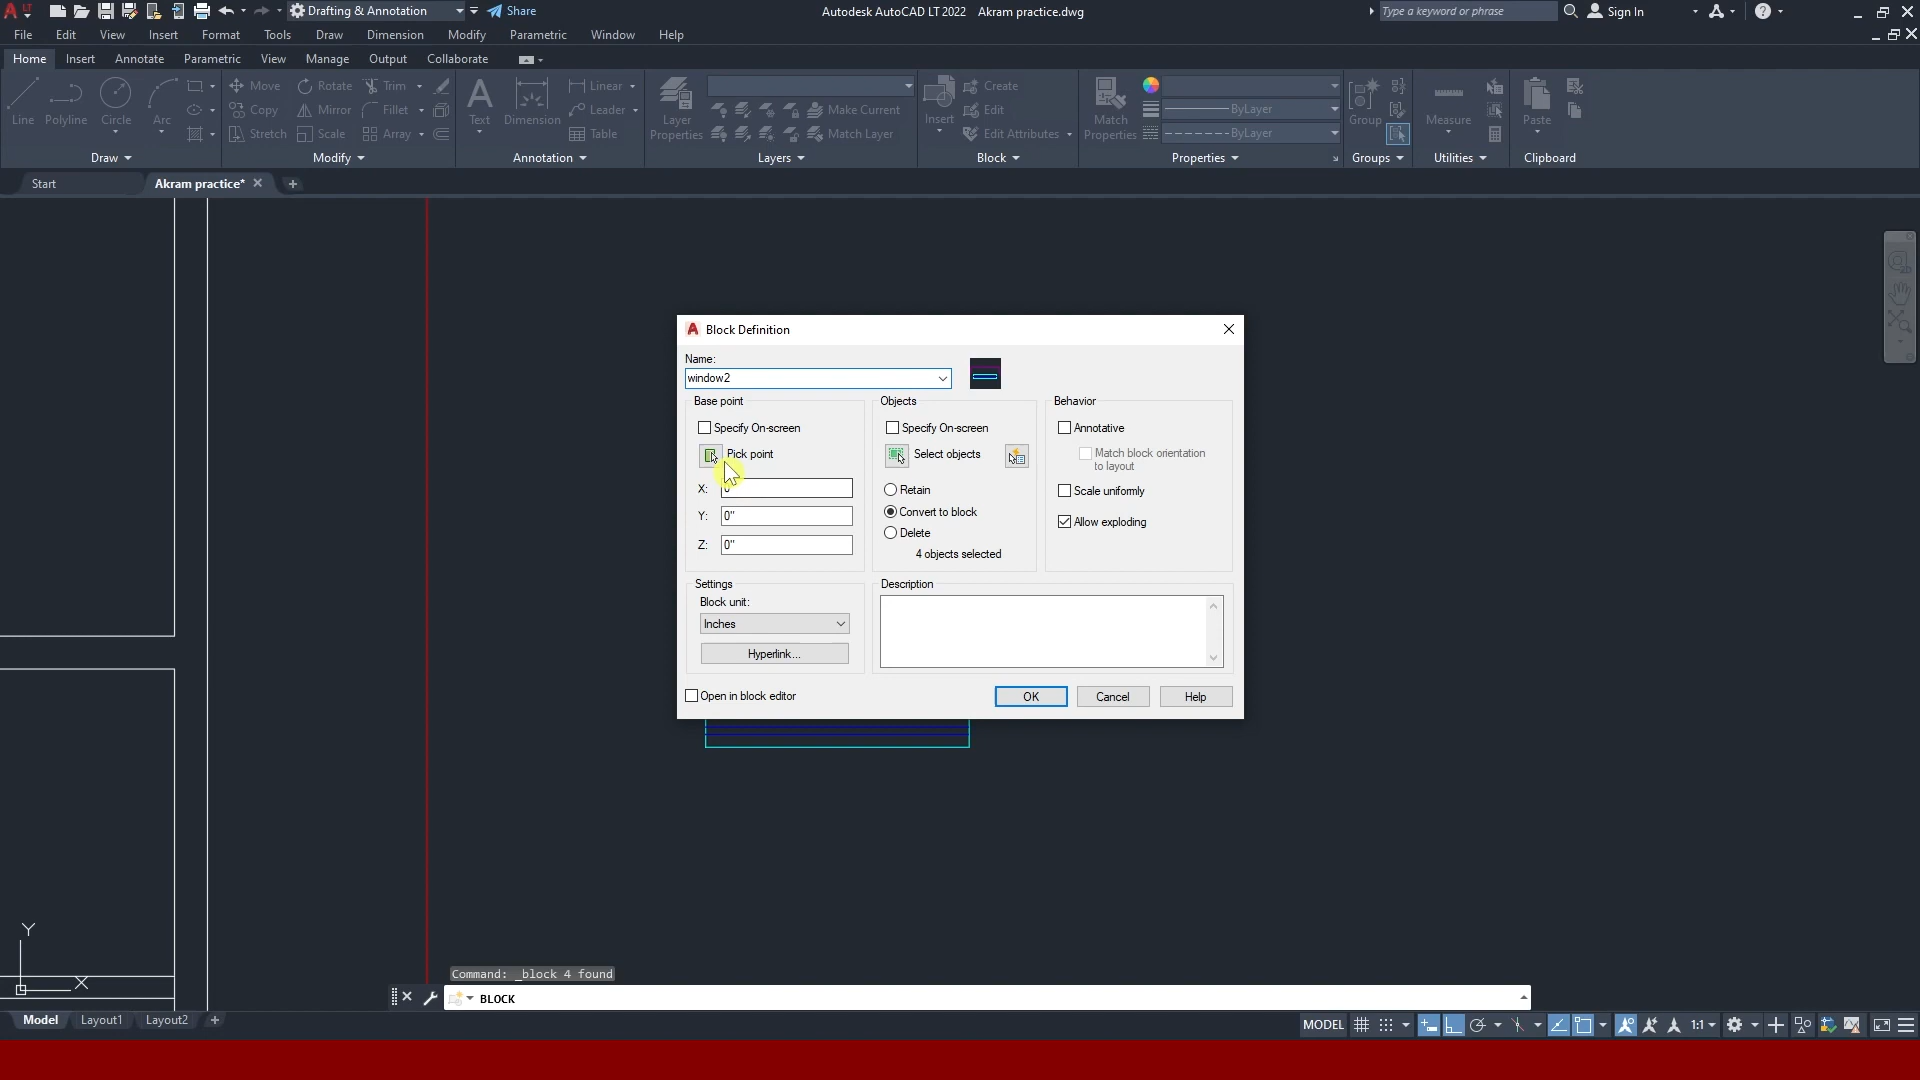 LT
Drafting & Annotation
Share
Autodesk AutoCAD LT 2022 Akram practice.dwg
Type a keyword or phrase
Sign In
File Edit View Insert Format Tools Draw Dimension Modify Parametric Window Help
Home Insert Annotate Parametric View Manage Output Collaborate
Line
Polyline
Circle
Arc
Draw
Move
Rotate
Trim
Copy
Mirror
Fillet
Stretch
Scale
Array
Modify
Text
Dimension
Linear
Leader
Table
Annotation
Layer
Properties
Make Current
Match Layer
Layers
Insert
Create
Edit
Edit Attributes
Block
Match
Properties
ByLayer
ByLayer
Properties
Group
Groups
Measure
Utilities
Paste
Clipboard
Start
Akram practice*
Block Definition
Name:
window2
Base point
Specify On-screen
Pick point
X:
Y: 0"
Z: 0"
Objects
Specify On-screen
Select objects
Retain
Convert to block
Delete
4 objects selected
Behavior
Annotative
Match block orientation
to layout
Scale uniformly
Allow exploding
Settings
Block unit:
Inches
Hyperlink...
Description
Open in block editor
OK
Cancel
Help
Y
X
Command: _block 4 found
BLOCK
Model Layout1 Layout2
MODEL
1:1